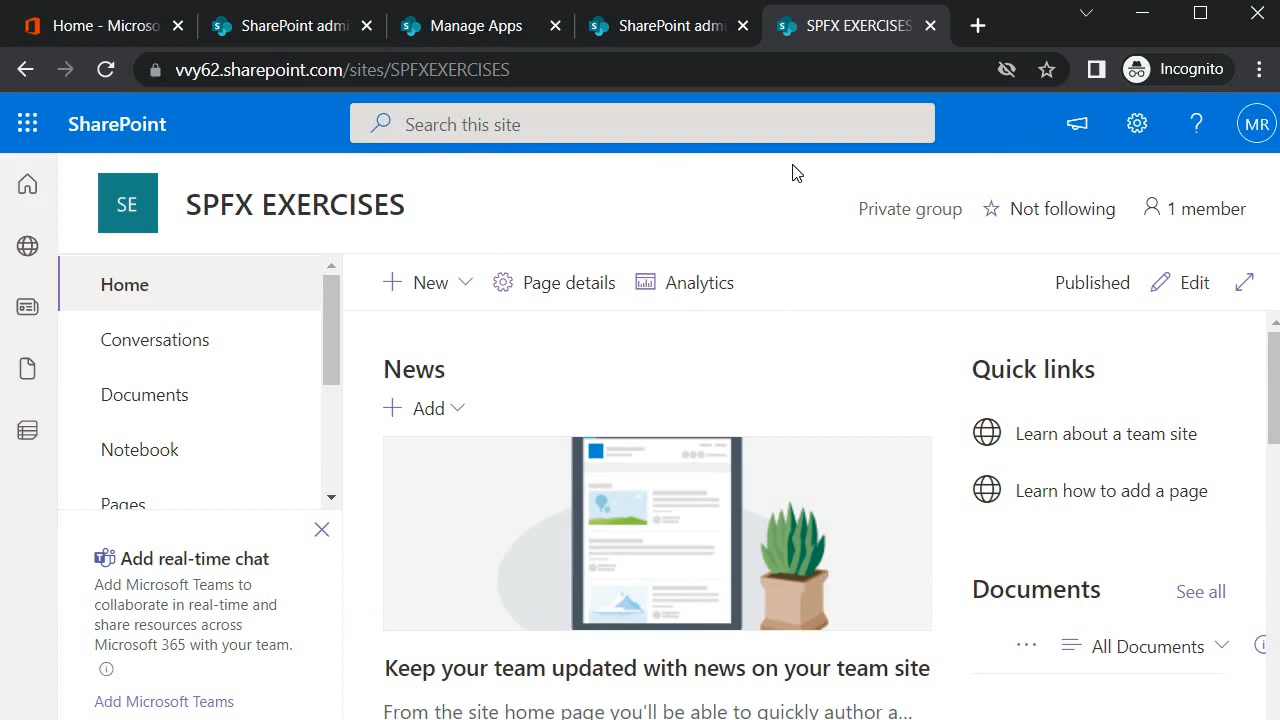 Home - Microso
SharePoint admi
Manage Apps
SharePoint admi
SPFX EXERCISES
vvy62.sharepoint.com/sites/SPFXEXERCISES
Incognito
SharePoint
Search this site
MR
SE
SPFX EXERCISES
Private group
Not following
1 member
Home
Conversations
Documents
Notebook
Pages
New
Page details
Analytics
Published
Edit
News
Add
Quick links
Learn about a team site
Learn how to add a page
Documents
See all
All Documents
Add real-time chat
Add Microsoft Teams to
collaborate in real-time and
share resources across
Microsoft 365 with your team.
Add Microsoft Teams
Keep your team updated with news on your team site
From the site home page you'll be able to quickly author a...